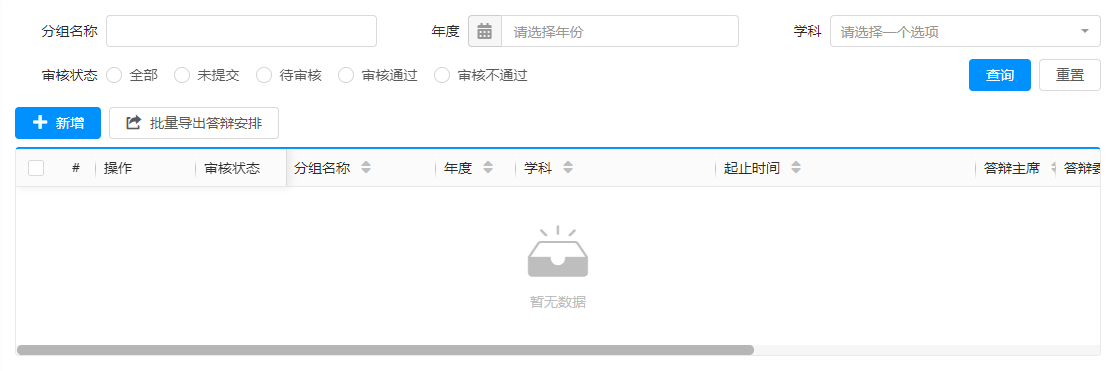 分组名称 年度 请选择年份 学科 请选择一个选项
审核状态 全部 未提交 待审核 审核通过 审核不通过 查询 重置
新增 批量导出答辩安排
# 操作 审核状态 分组名称 年度 学科 起止时间 答辩主席 答辩
暂无数据